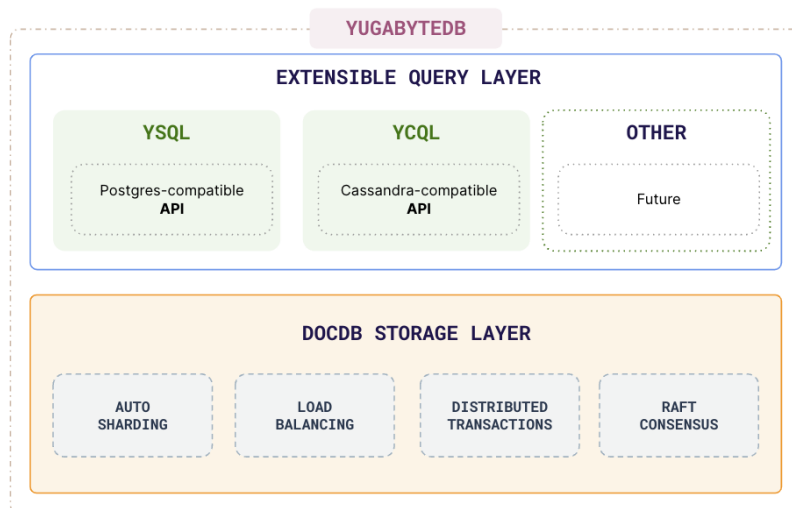 YUGABYTEDB
EXTENSIBLE QUERY LAYER
YSQL
Postgres-compatible
API
YCQL
Cassandra-compatible
API
OTHER
Future
DOCDB STORAGE LAYER
AUTO
SHARDING
LOAD
BALANCING
DISTRIBUTED
TRANSACTIONS
RAFT
CONSENSUS